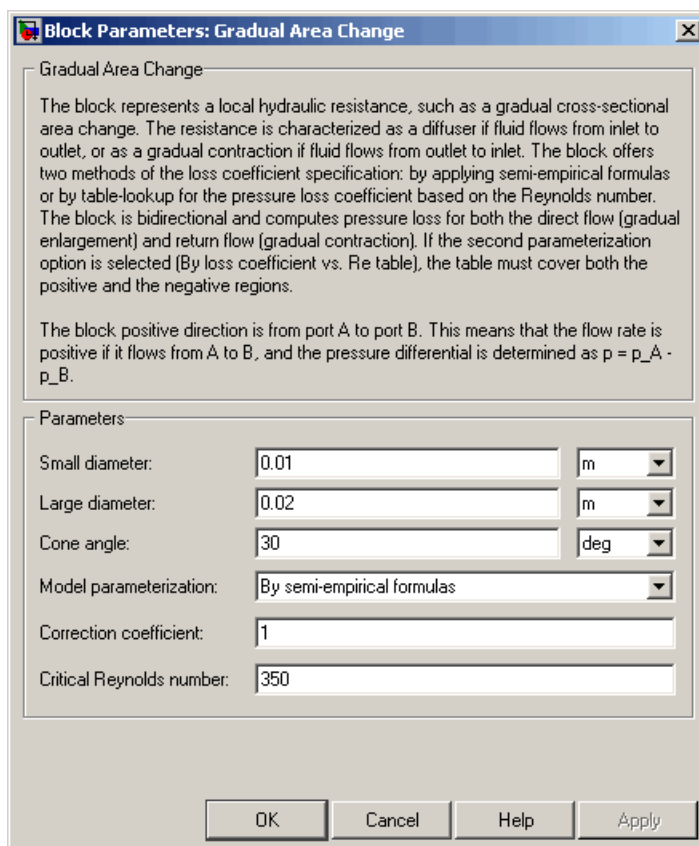 Block Parameters: Gradual Area Change
Gradual Area Change
The block represents a local hydraulic resistance, such as a gradual cross-sectional
area change. The resistance is characterized as a diffuser if fluid flows from inlet to
outlet, or as a gradual contraction if fluid flows from outlet to inlet. The block offers
two methods of the loss coefficient specification: by applying semi-empirical formulas
or by table-lookup for the pressure loss coefficient based on the Reynolds number.
The block is bidirectional and computes pressure loss for both the direct flow (gradual
enlargement) and return flow (gradual contraction). If the second parameterization
option is selected (By loss coefficient vs. Re table), the table must cover both the
positive and the negative regions.
The block positive direction is from port A to port B. This means that the flow rate is
positive if it flows from A to B, and the pressure differential is determined as p = p_A -
p_B.
Parameters
Small diameter: 0.01 m
Large diameter: 0.02 m
Cone angle: 30 deg
Model parameterization: By semi-empirical formulas
Correction coefficient: 1
Critical Reynolds number: 350
OK Cancel Help Apply